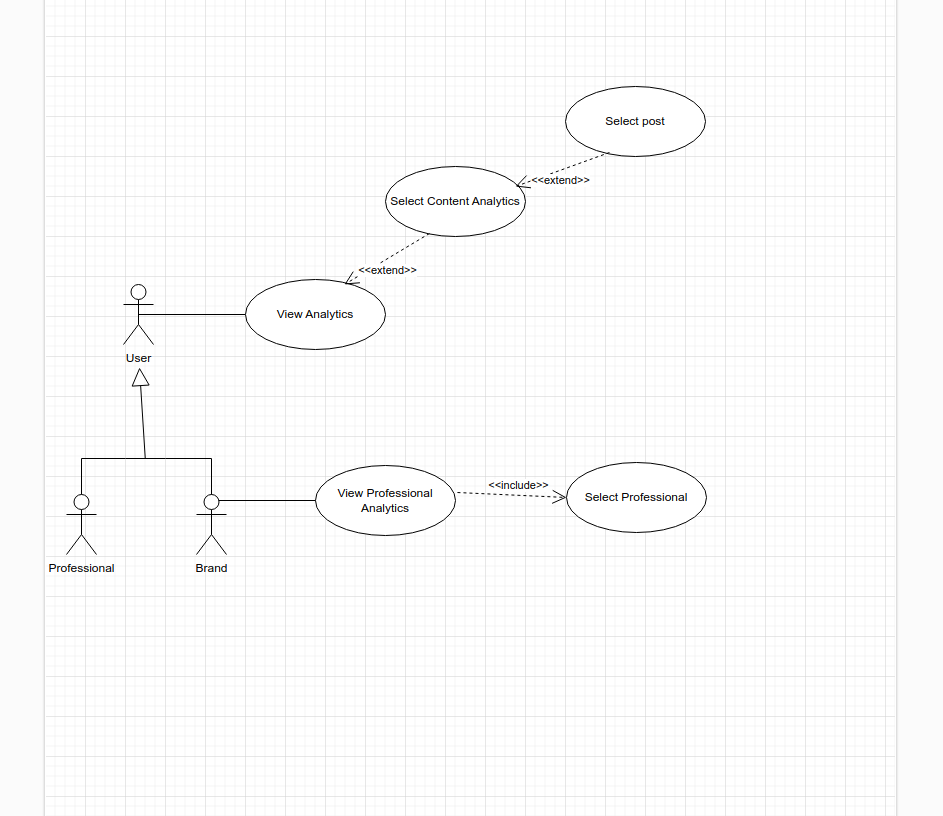 Select post
<<extend>>
Select Content Analytics
<<extend>>
View Analytics
User
<<include>>
View Professional
Analytics
Select Professional
Professional
Brand